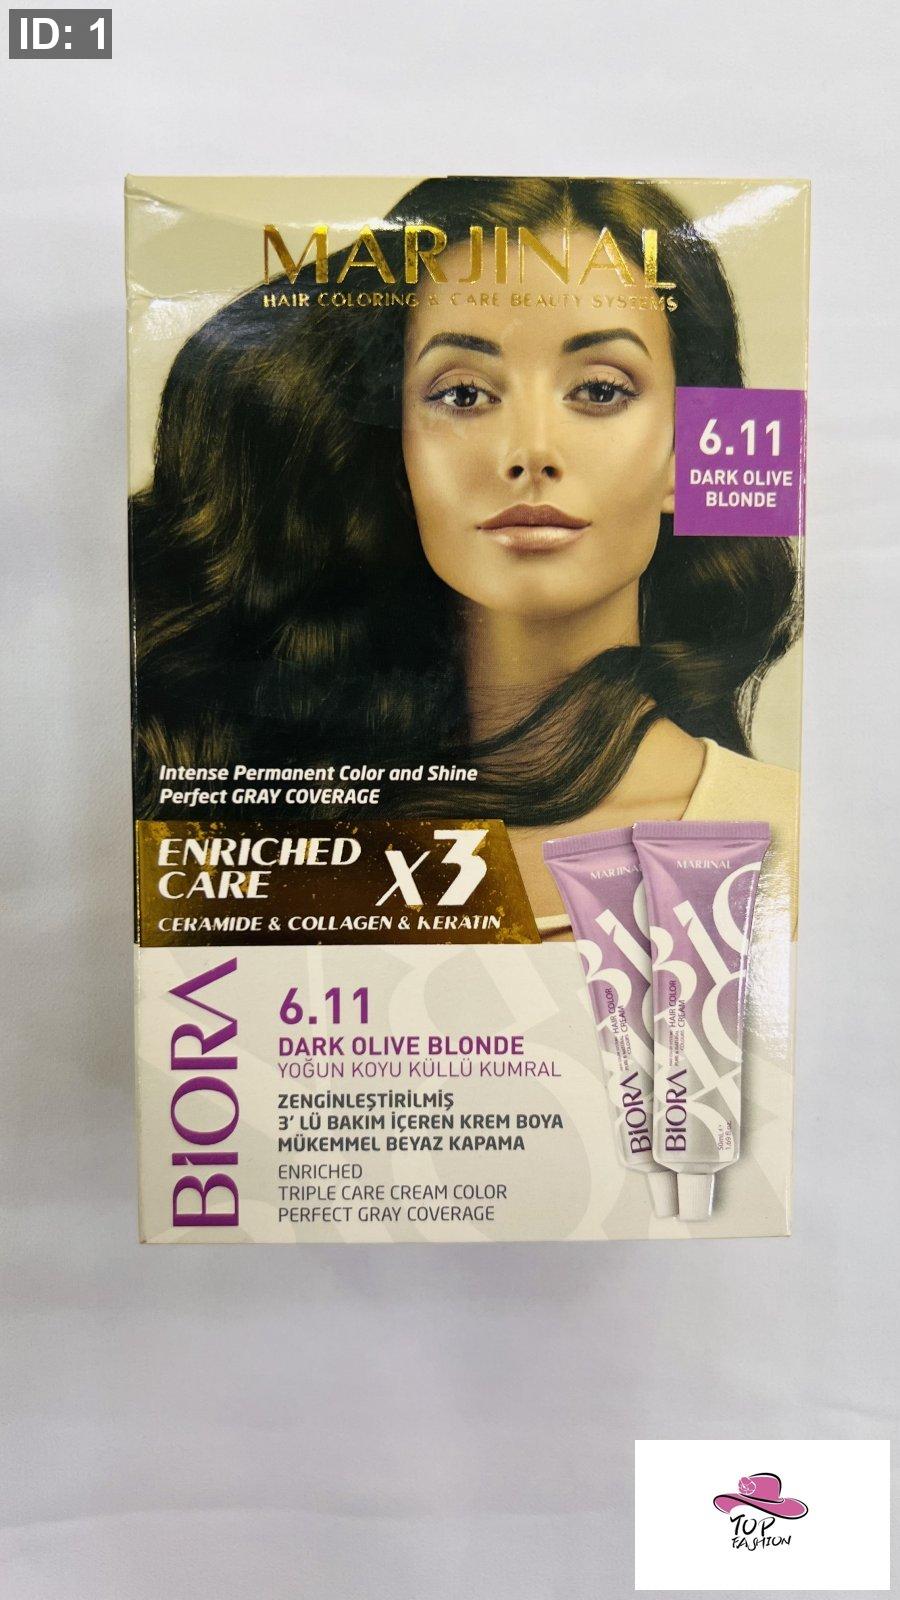 ID: 1
MARJINAL
HAIR COLORING & CARE BEAUTY SYSTEMS
6.11
DARK OLIVE
BLONDE
Intense Permanent Color and Shine
Perfect GRAY COVERAGE
ENRICHED
CARE
X3
CERAMIDE & COLLAGEN & KERATIN
MARJINAL
MARJINAL
BiORA
HAIR COLOR
CREAM
BiORA
HAIR COLOR
CREAM
BiORA
6.11
DARK OLIVE BLONDE
YOĞUN KOYU KÜLLÜ KUMRAL
ZENGİNLEŞTİRİLMİŞ
3' LÜ BAKIM İÇEREN KREM BOYA
MÜKEMMEL BEYAZ KAPAMA
ENRICHED
TRIPLE CARE CREAM COLOR
PERFECT GRAY COVERAGE
TOP
FASHION